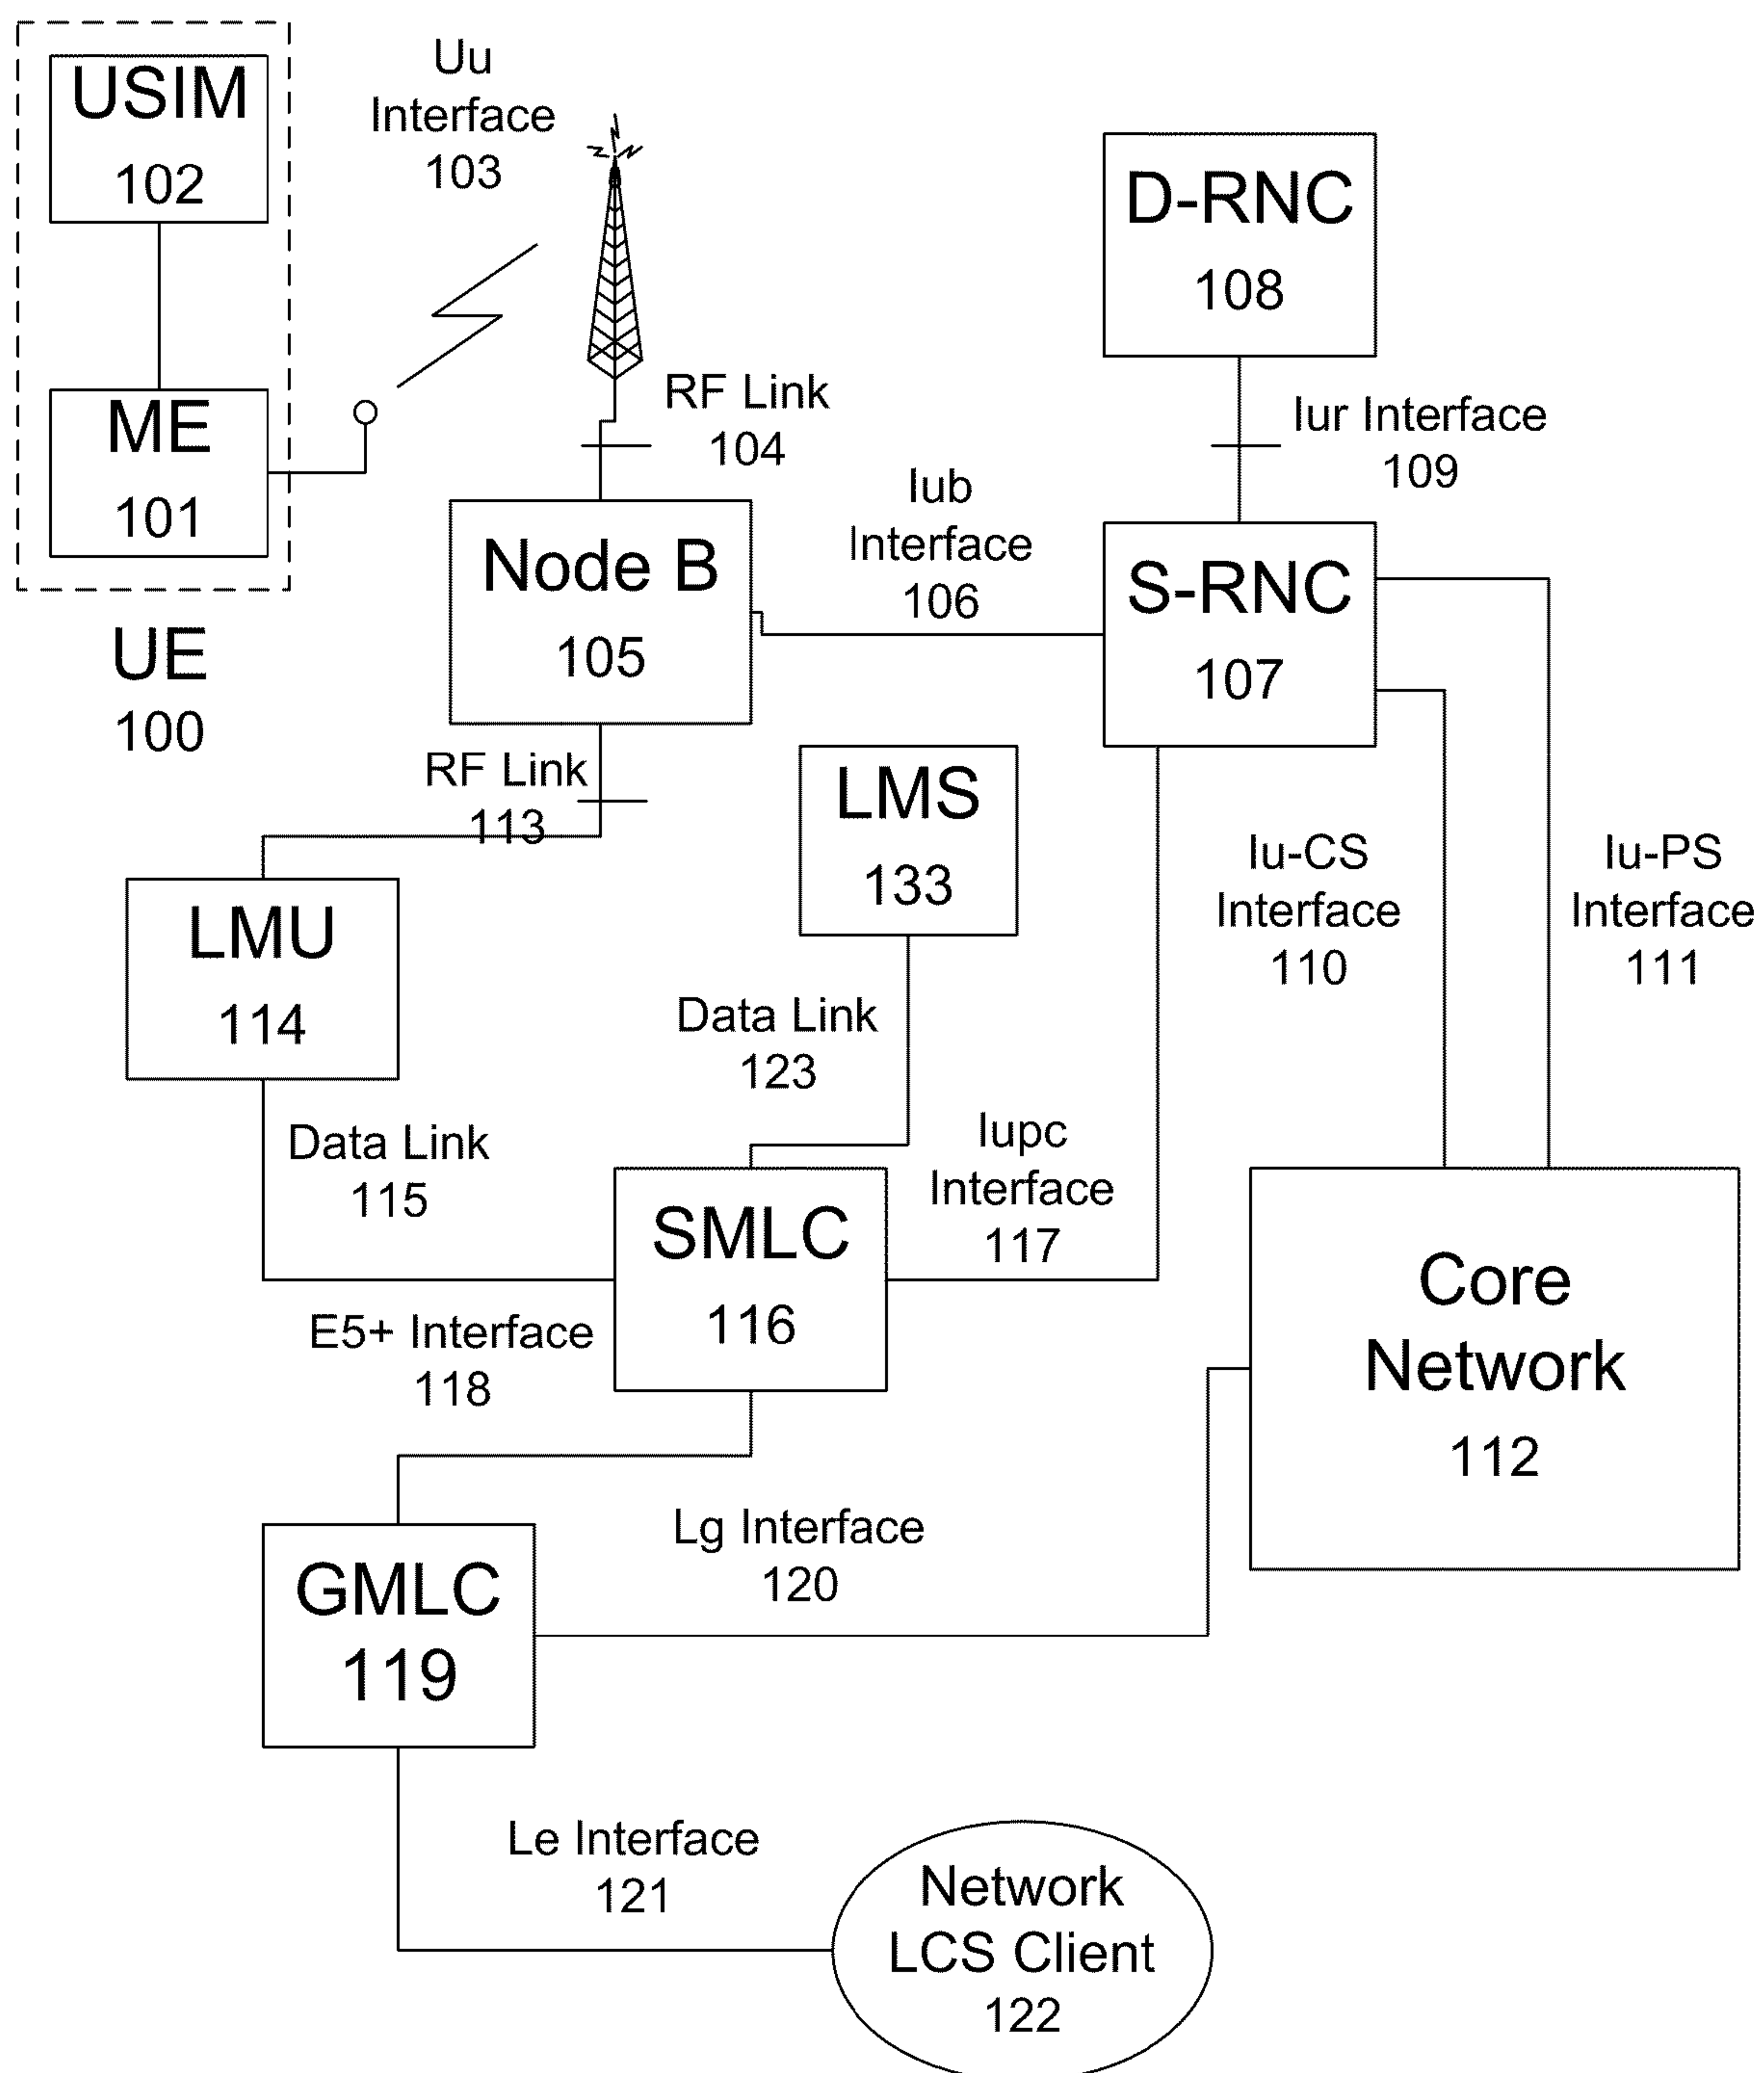 USIM
102
ME
101
UE
100
Uu
Interface
103
RF Link
104
Node B
105
Iub
Interface
106
D-RNC
108
Iur Interface
109
S-RNC
107
RF Link
113
LMS
133
Iu-CS
Interface
110
Iu-PS
Interface
111
LMU
114
Data Link
123
Data Link
115
Iupc
Interface
117
SMLC
116
E5+ Interface
118
Core
Network
112
GMLC
119
Lg Interface
120
Le Interface
121
Network
LCS Client
122